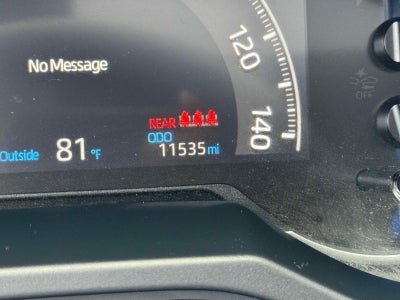 No Message
120
REAR
140
ODO
11535 mi
Outside 81 °F
OFF